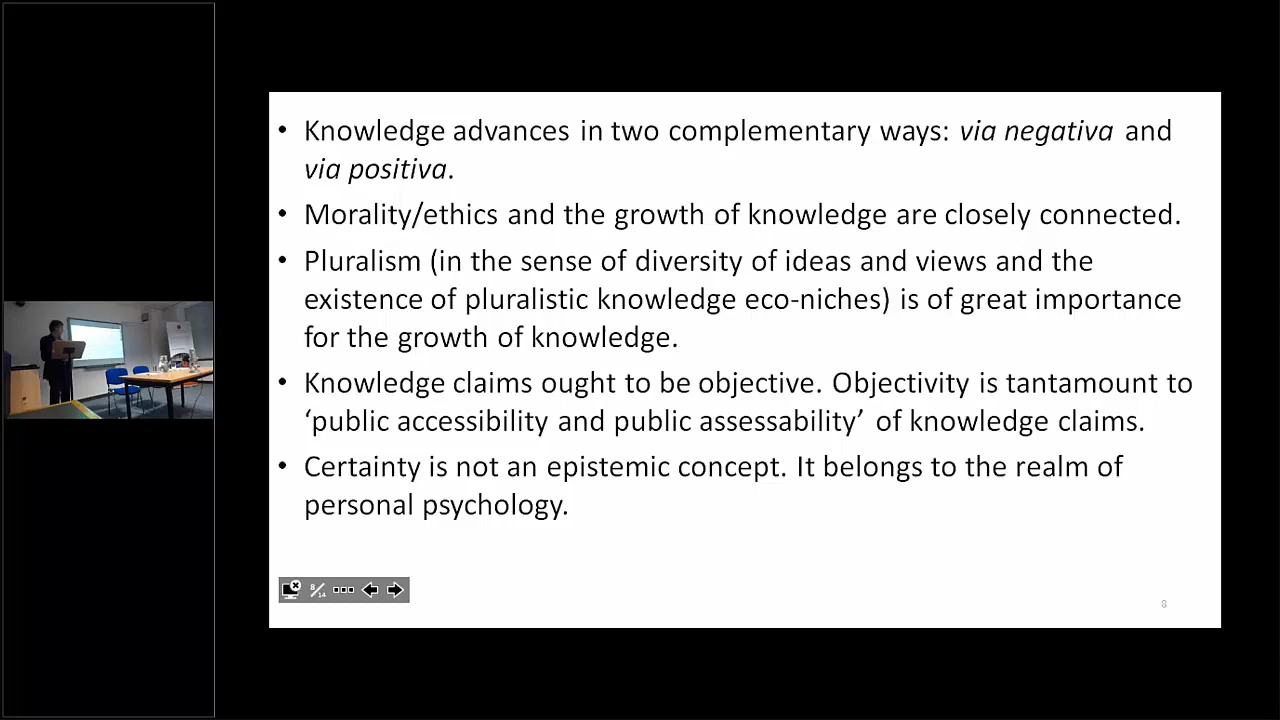 • Knowledge advances in two complementary ways: via negativa and
via positiva.
• Morality/ethics and the growth of knowledge are closely connected.
• Pluralism (in the sense of diversity of ideas and views and the
existence of pluralistic knowledge eco-niches) is of great importance
for the growth of knowledge.
• Knowledge claims ought to be objective. Objectivity is tantamount to
‘public accessibility and public assessability’ of knowledge claims.
• Certainty is not an epistemic concept. It belongs to the realm of
personal psychology.
8/14
8